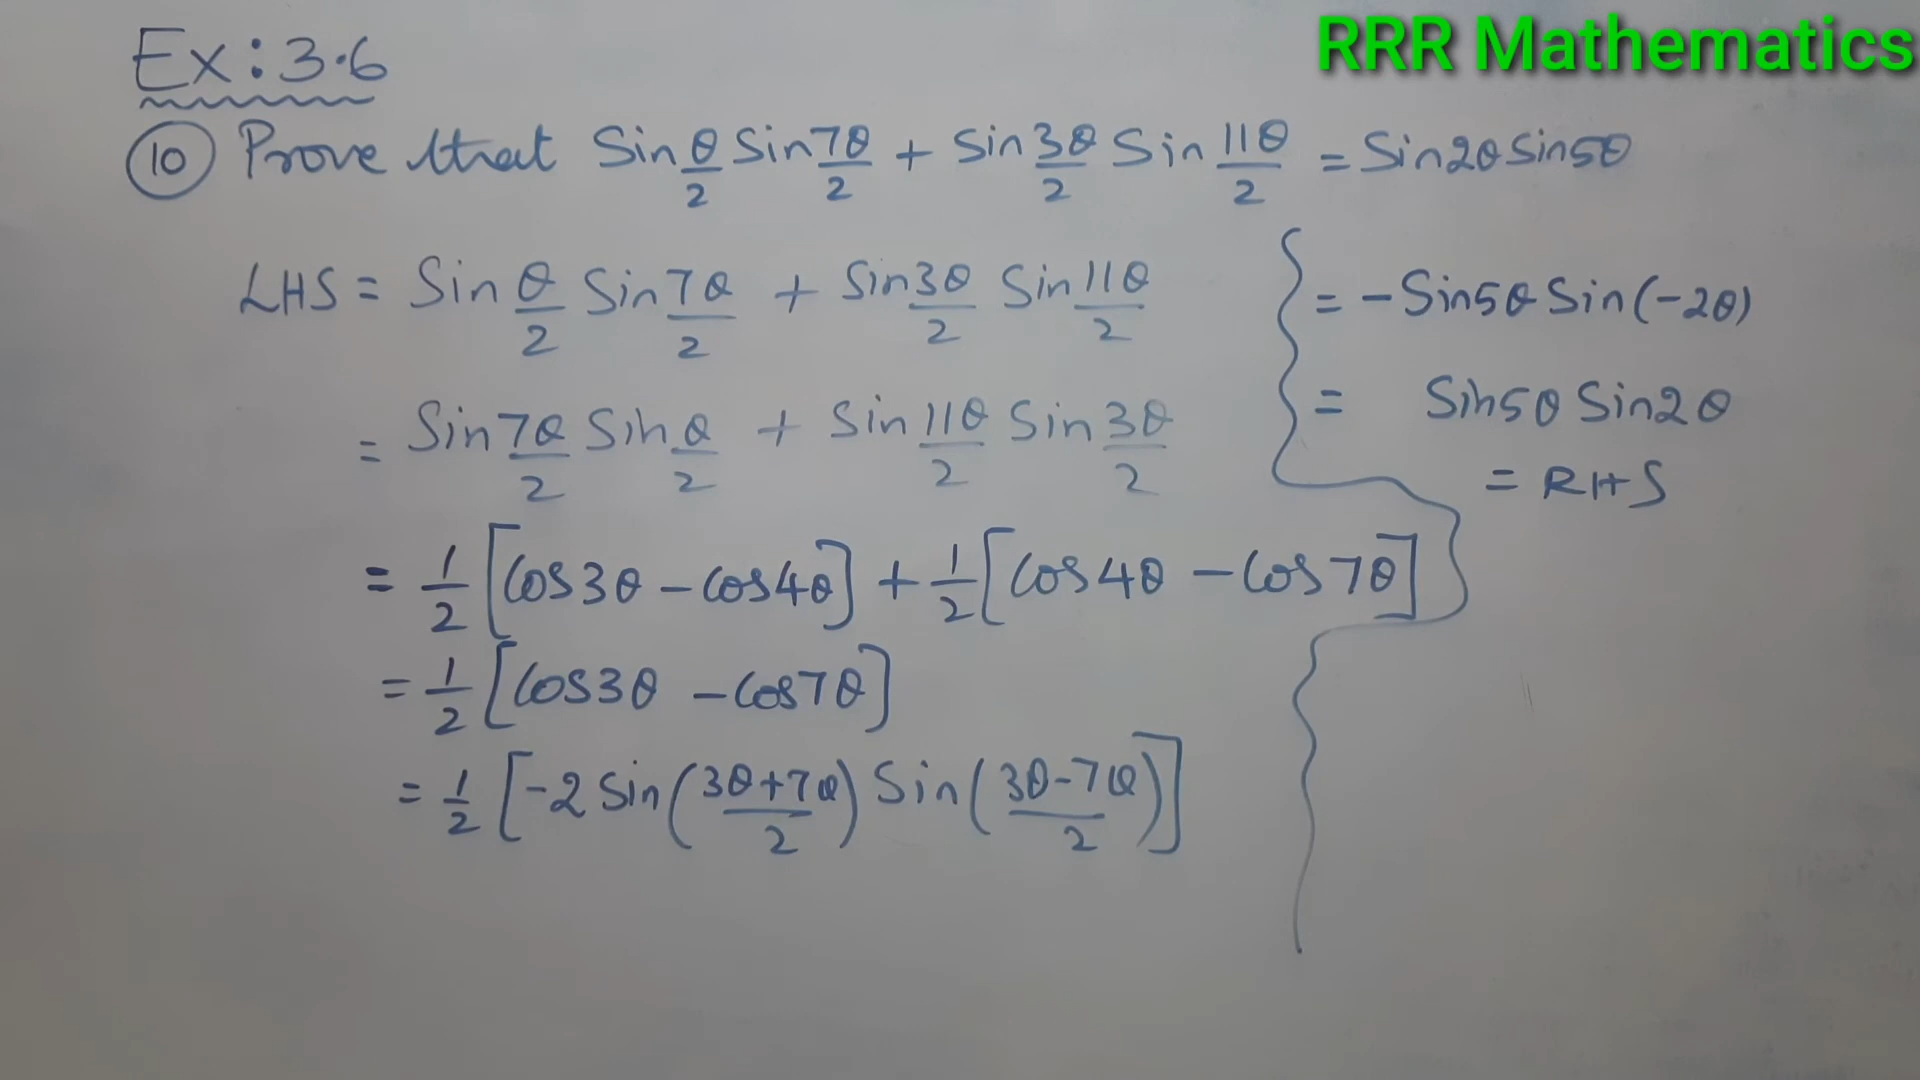 RRR Mathematics
Ex: 3.6
(10) Prove that Sin θ/2 Sin 7θ/2 + Sin 3θ/2 Sin 11θ/2 = Sin2θ Sin5θ
LHS = Sin θ/2 Sin 7θ/2 + Sin 3θ/2 Sin 11θ/2
= Sin 7θ/2 Sin θ/2 + Sin 11θ/2 Sin 3θ/2
= 1/2 [Cos3θ - Cos4θ] + 1/2 [Cos4θ - Cos7θ]
= 1/2 [Cos3θ - Cos7θ]
= 1/2 [-2 Sin (3θ+7θ/2) Sin (3θ-7θ/2)]
= - Sin5θ Sin(-2θ)
= Sin5θ Sin2θ
= RHS